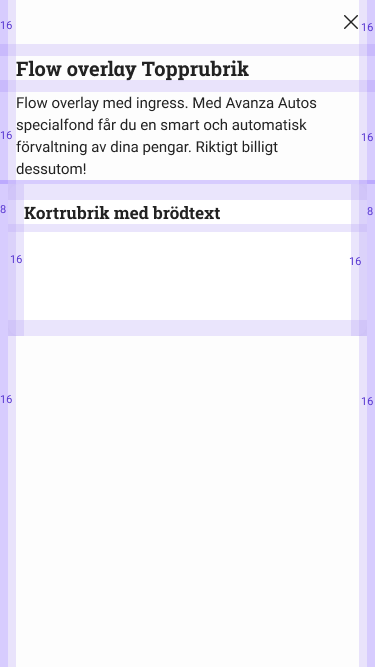 16
16
Flow overlay Topprubrik
Flow overlay med ingress. Med Avanza Autos
specialfond får du en smart och automatisk
16
16
förvaltning av dina pengar. Riktigt billigt
dessutom!
8
Kortrubrik med brödtext
8
16
16
16
16